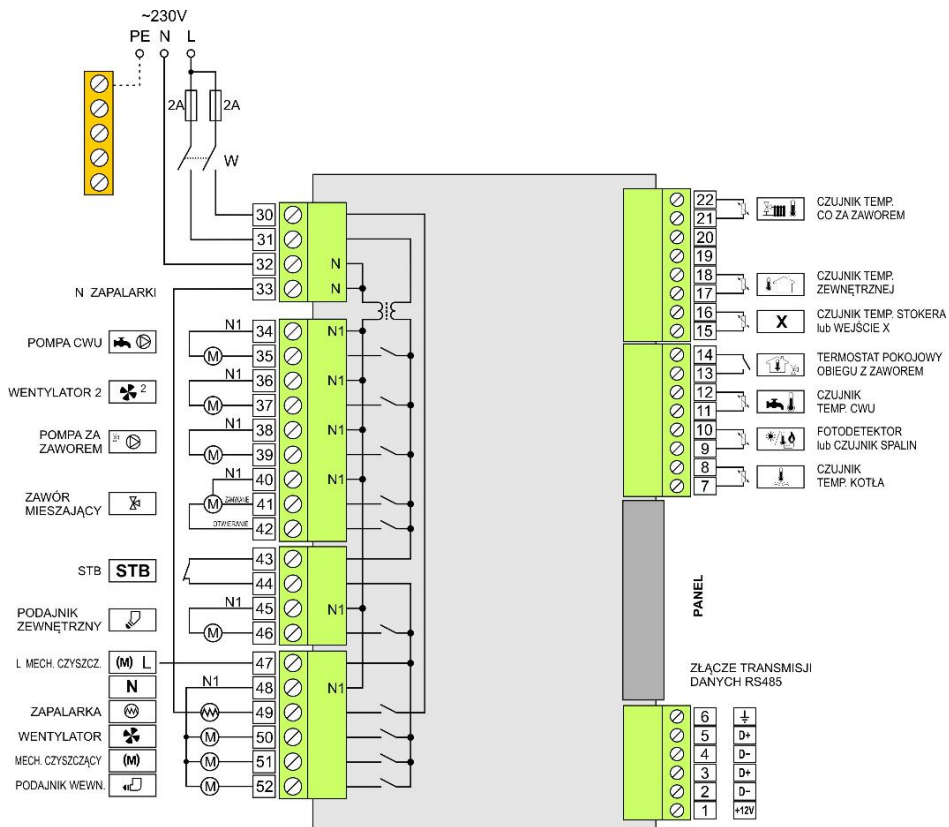 ~230V
PE N L
2A 2A
W
30
31
32 N
33 N
N ZAPALARKI
POMPA CWU
N1 34 N1
M 35
WENTYLATOR 2 2
N1 36 N1
M 37
POMPA ZA
ZAWOREM
N1 38 N1
M 39
ZAWÓR
MIESZAJĄCY
N1 40 N1
M ZAMYKANIE 41
OTWIERANIE 42
STB STB
43
44
PODAJNIK
ZEWNĘTRZNY
N1 45 N1
M 46
L MECH. CZYSZCZ. (M) L 47
N N1 48 N1
ZAPALARKA 49
WENTYLATOR M 50
MECH. CZYSZCZĄCY (M) M 51
PODAJNIK WEWN. M 52
22
21
CZUJNIK TEMP.
CO ZA ZAWOREM
20
19
18
17
CZUJNIK TEMP.
ZEWNĘTRZNEJ
16
15
X
CZUJNIK TEMP. STOKERA
lub WEJŚCIE X
14
13
TERMOSTAT POKOJOWY
OBIEGU Z ZAWOREM
12
11
CZUJNIK
TEMP. CWU
10
9
FOTODETEKTOR
lub CZUJNIK SPALIN
8
7
CZUJNIK
TEMP. KOTŁA
PANEL
ZŁĄCZE TRANSMISJI
DANYCH RS485
6
5 D+
4 D-
3 D+
2 D-
1 +12V